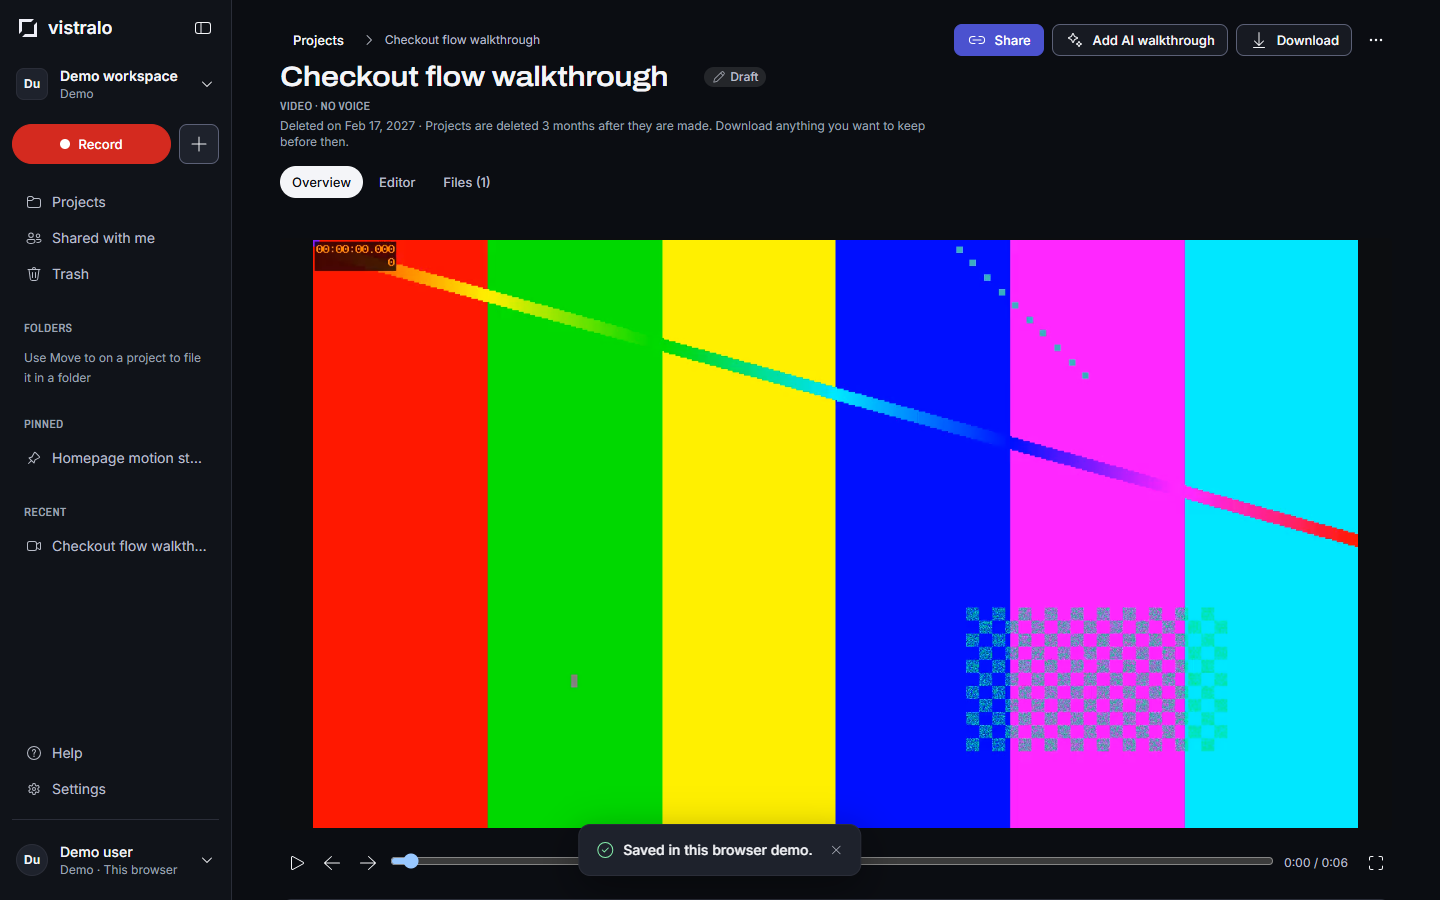 vistralo
Du
Demo workspace
Demo
Record
Projects
Shared with me
Trash
FOLDERS
Use Move to on a project to file
it in a folder
PINNED
Homepage motion st...
RECENT
Checkout flow walkth...
Help
Settings
Du
Demo user
Demo · This browser
Projects
Checkout flow walkthrough
Share
Add AI walkthrough
Download
Checkout flow walkthrough
Draft
VIDEO · NO VOICE
Deleted on Feb 17, 2027 · Projects are deleted 3 months after they are made. Download anything you want to keep
before then.
Overview
Editor
Files (1)
00:00:00.000
0
Saved in this browser demo.
0:00 / 0:06